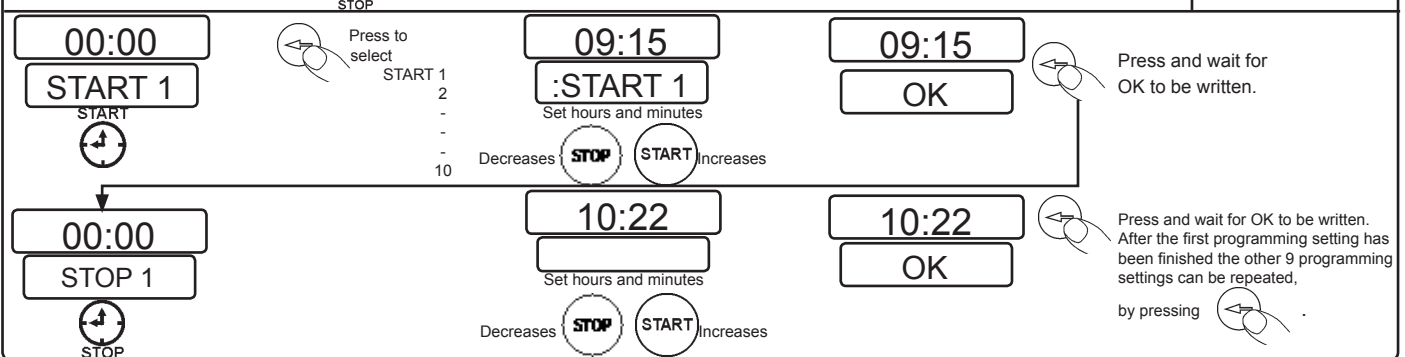 STOP
00:00
START 1
START
Press to
select
START 1
2
-
-
-
10
09:15
:START 1
Set hours and minutes
Decreases STOP START Increases
09:15
OK
Press and wait for
OK to be written.
00:00
STOP 1
STOP
10:22
Set hours and minutes
Decreases STOP START Increases
10:22
OK
Press and wait for OK to be written.
After the first programming setting has
been finished the other 9 programming
settings can be repeated,
by pressing .